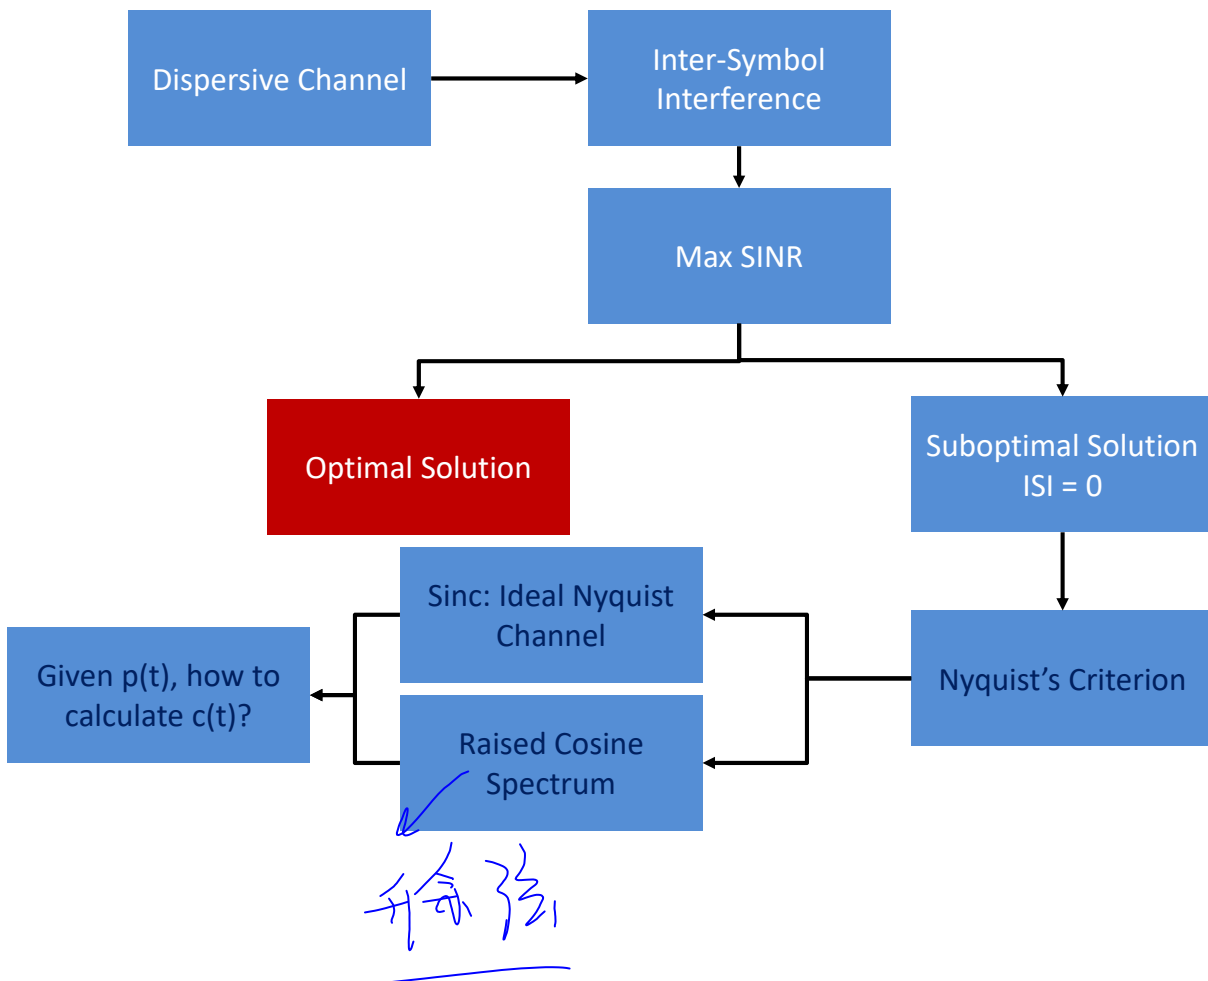 Dispersive Channel
Inter-Symbol
Interference
Max SINR
Optimal Solution
Suboptimal Solution
ISI = 0
Sinc: Ideal Nyquist
Channel
Nyquist's Criterion
Given p(t), how to
calculate c(t)?
Raised Cosine
Spectrum
升余弦